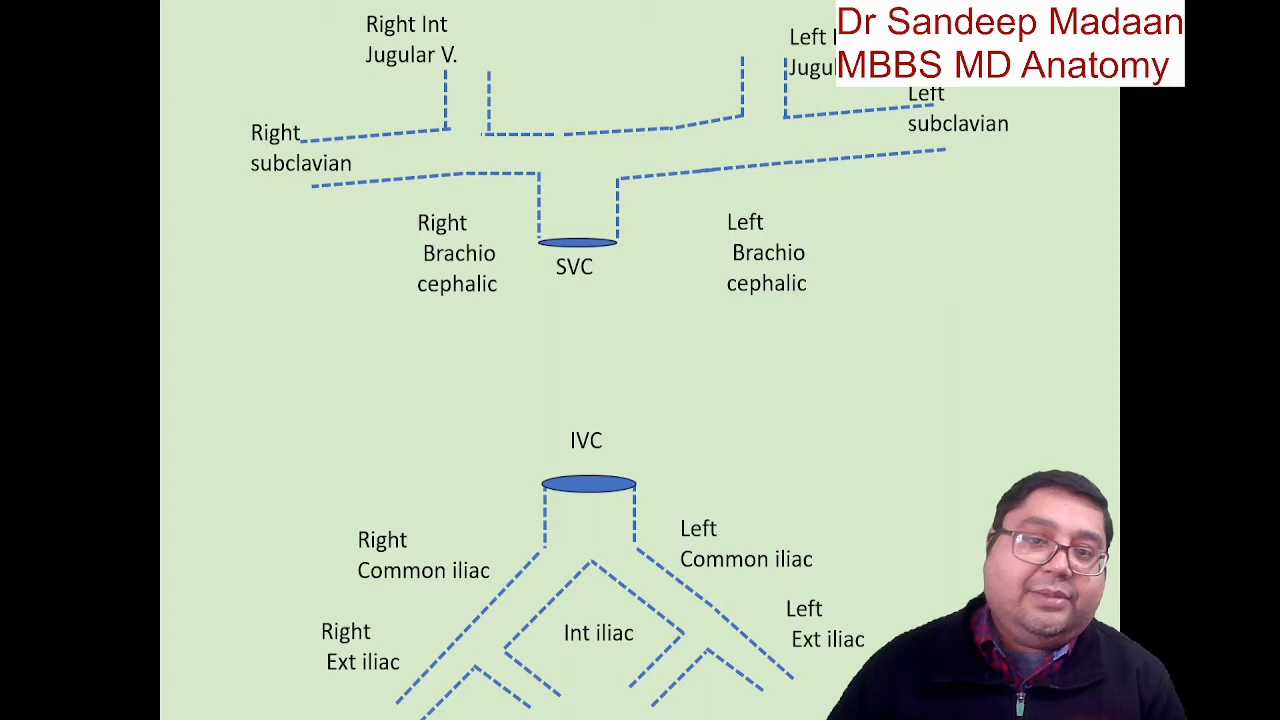 Dr Sandeep Madaan
MBBS MD Anatomy
Right Int
Jugular V.
Left
Left
subclavian
Right
subclavian
Right
Brachio
cephalic
Left
Brachio
cephalic
SVC
IVC
Right
Common iliac
Left
Common iliac
Right
Ext iliac
Int iliac
Left
Ext iliac